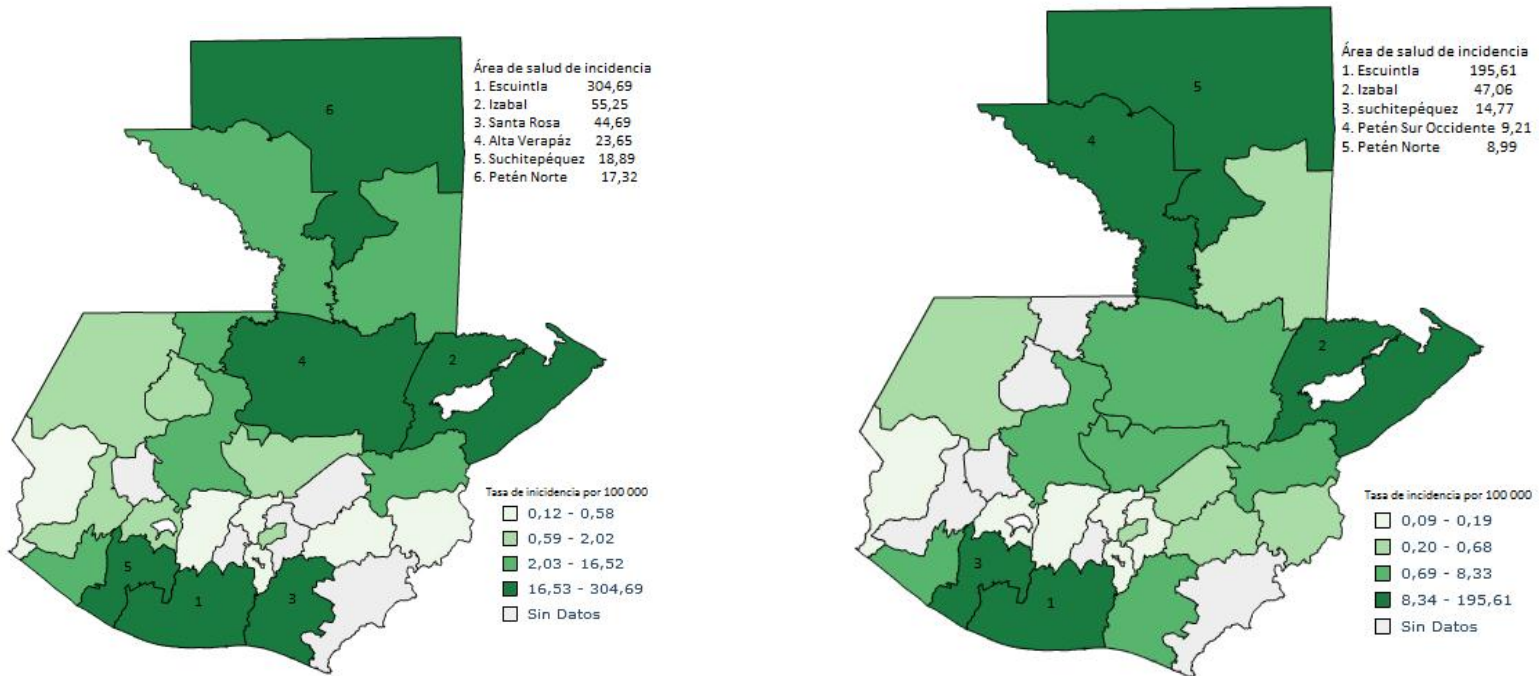 Área de salud de incidencia
1. Escuintla 304,69
2. Izabal 55,25
3. Santa Rosa 44,69
4. Alta Verapáz 23,65
5. Suchitepéquez 18,89
6. Petén Norte 17,32
6
4
2
5
1
3
Tasa de inicidencia por 100 000
0,12 - 0,58
0,59 - 2,02
2,03 - 16,52
16,53 - 304,69
Sin Datos
Área de salud de incidencia
1. Escuintla 195,61
2. Izabal 47,06
3. suchitepéquez 14,77
4. Petén Sur Occidente 9,21
5. Petén Norte 8,99
5
4
2
3
1
Tasa de incidencia por 100 000
0,09 - 0,19
0,20 - 0,68
0,69 - 8,33
8,34 - 195,61
Sin Datos